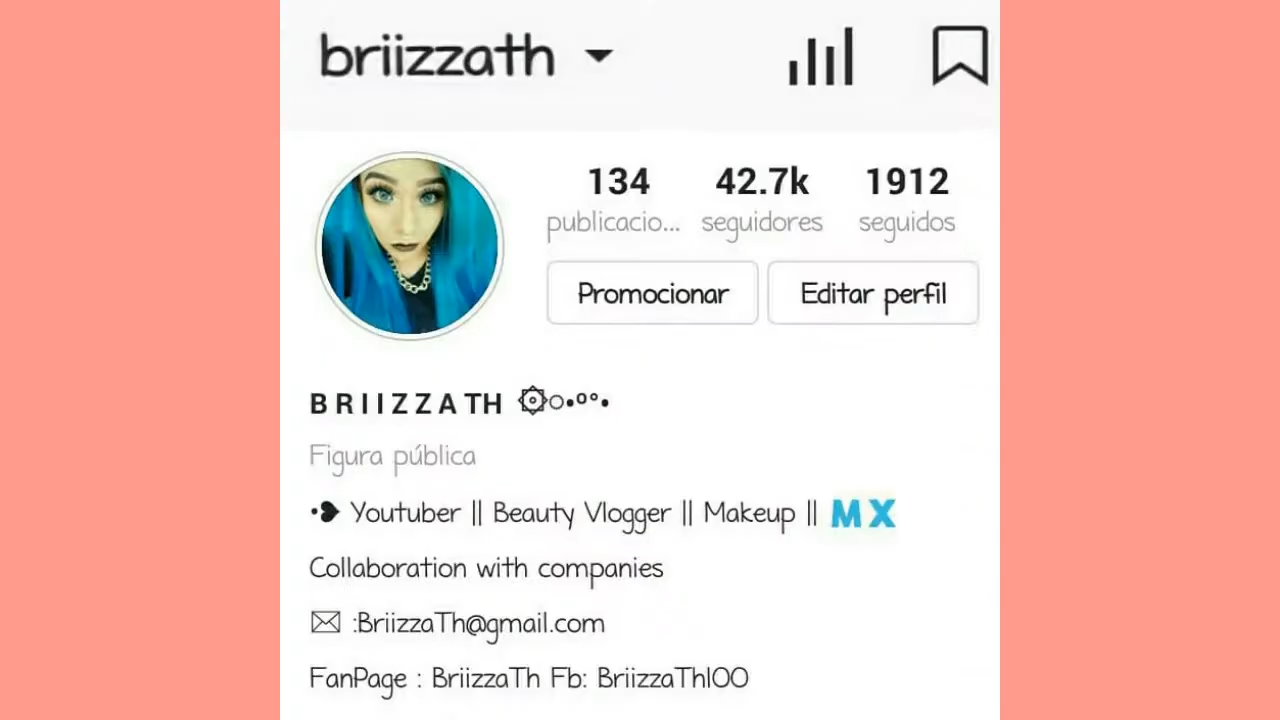 briizzath
134 42.7k 1912
publicacio... seguidores seguidos
Promocionar Editar perfil
BRIIZZATH ۞○•°°•
Figura pública
•❥ Youtuber || Beauty Vlogger || Makeup || MX
Collaboration with companies
✉ :BriizzaTh@gmail.com
FanPage : BriizzaTh Fb: BriizzaTh100